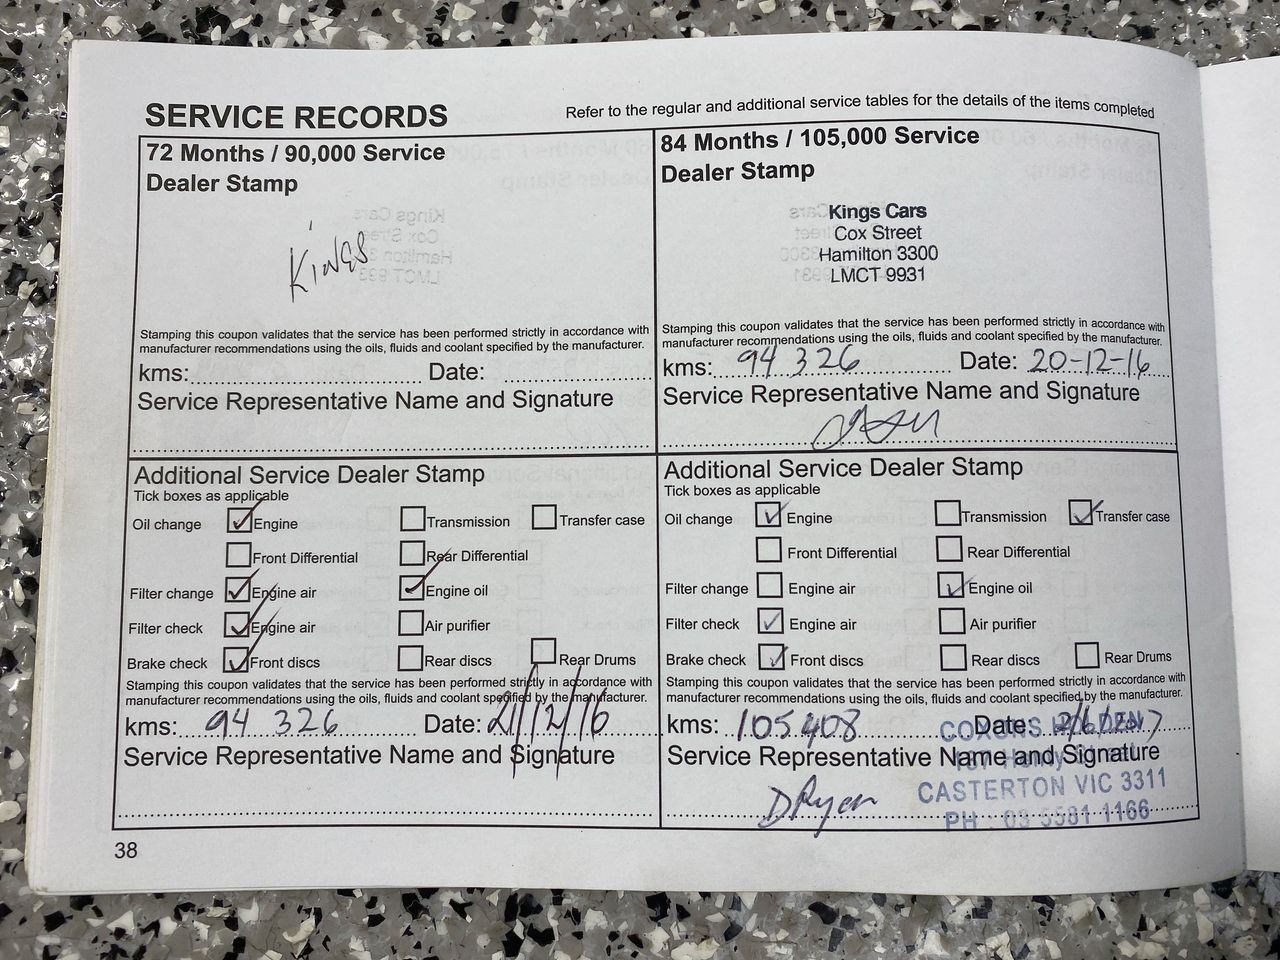 SERVICE RECORDS
Refer to the regular and additional service tables for the details of the items completed
72 Months / 90,000 Service
Dealer Stamp
KiNGS
Stamping this coupon validates that the service has been performed strictly in accordance with
manufacturer recommendations using the oils, fluids and coolant specified by the manufacturer.
kms: Date:
Service Representative Name and Signature
Additional Service Dealer Stamp
Tick boxes as applicable
Oil change Engine Transmission Transfer case
Front Differential Rear Differential
Filter change Engine air Engine oil
Filter check Engine air Air purifier
Brake check Front discs Rear discs Rear Drums
Stamping this coupon validates that the service has been performed strictly in accordance with
manufacturer recommendations using the oils, fluids and coolant specified by the manufacturer.
kms: 94 326 Date: 21/12/16
Service Representative Name and Signature
84 Months / 105,000 Service
Dealer Stamp
Kings Cars
Cox Street
Hamilton 3300
LMCT 9931
Stamping this coupon validates that the service has been performed strictly in accordance with
manufacturer recommendations using the oils, fluids and coolant specified by the manufacturer.
kms: 94 326 Date: 20-12-16
Service Representative Name and Signature
Additional Service Dealer Stamp
Tick boxes as applicable
Oil change Engine Transmission Transfer case
Front Differential Rear Differential
Filter change Engine air Engine oil
Filter check Engine air Air purifier
Brake check Front discs Rear discs Rear Drums
Stamping this coupon validates that the service has been performed strictly in accordance with
manufacturer recommendations using the oils, fluids and coolant specified by the manufacturer.
kms: 105 408 Date: 2/6/2017
HOLDEN
Service Representative Name and Signature
CASTERTON VIC 3311
D Ryan
PH : 03 5581 1166
38